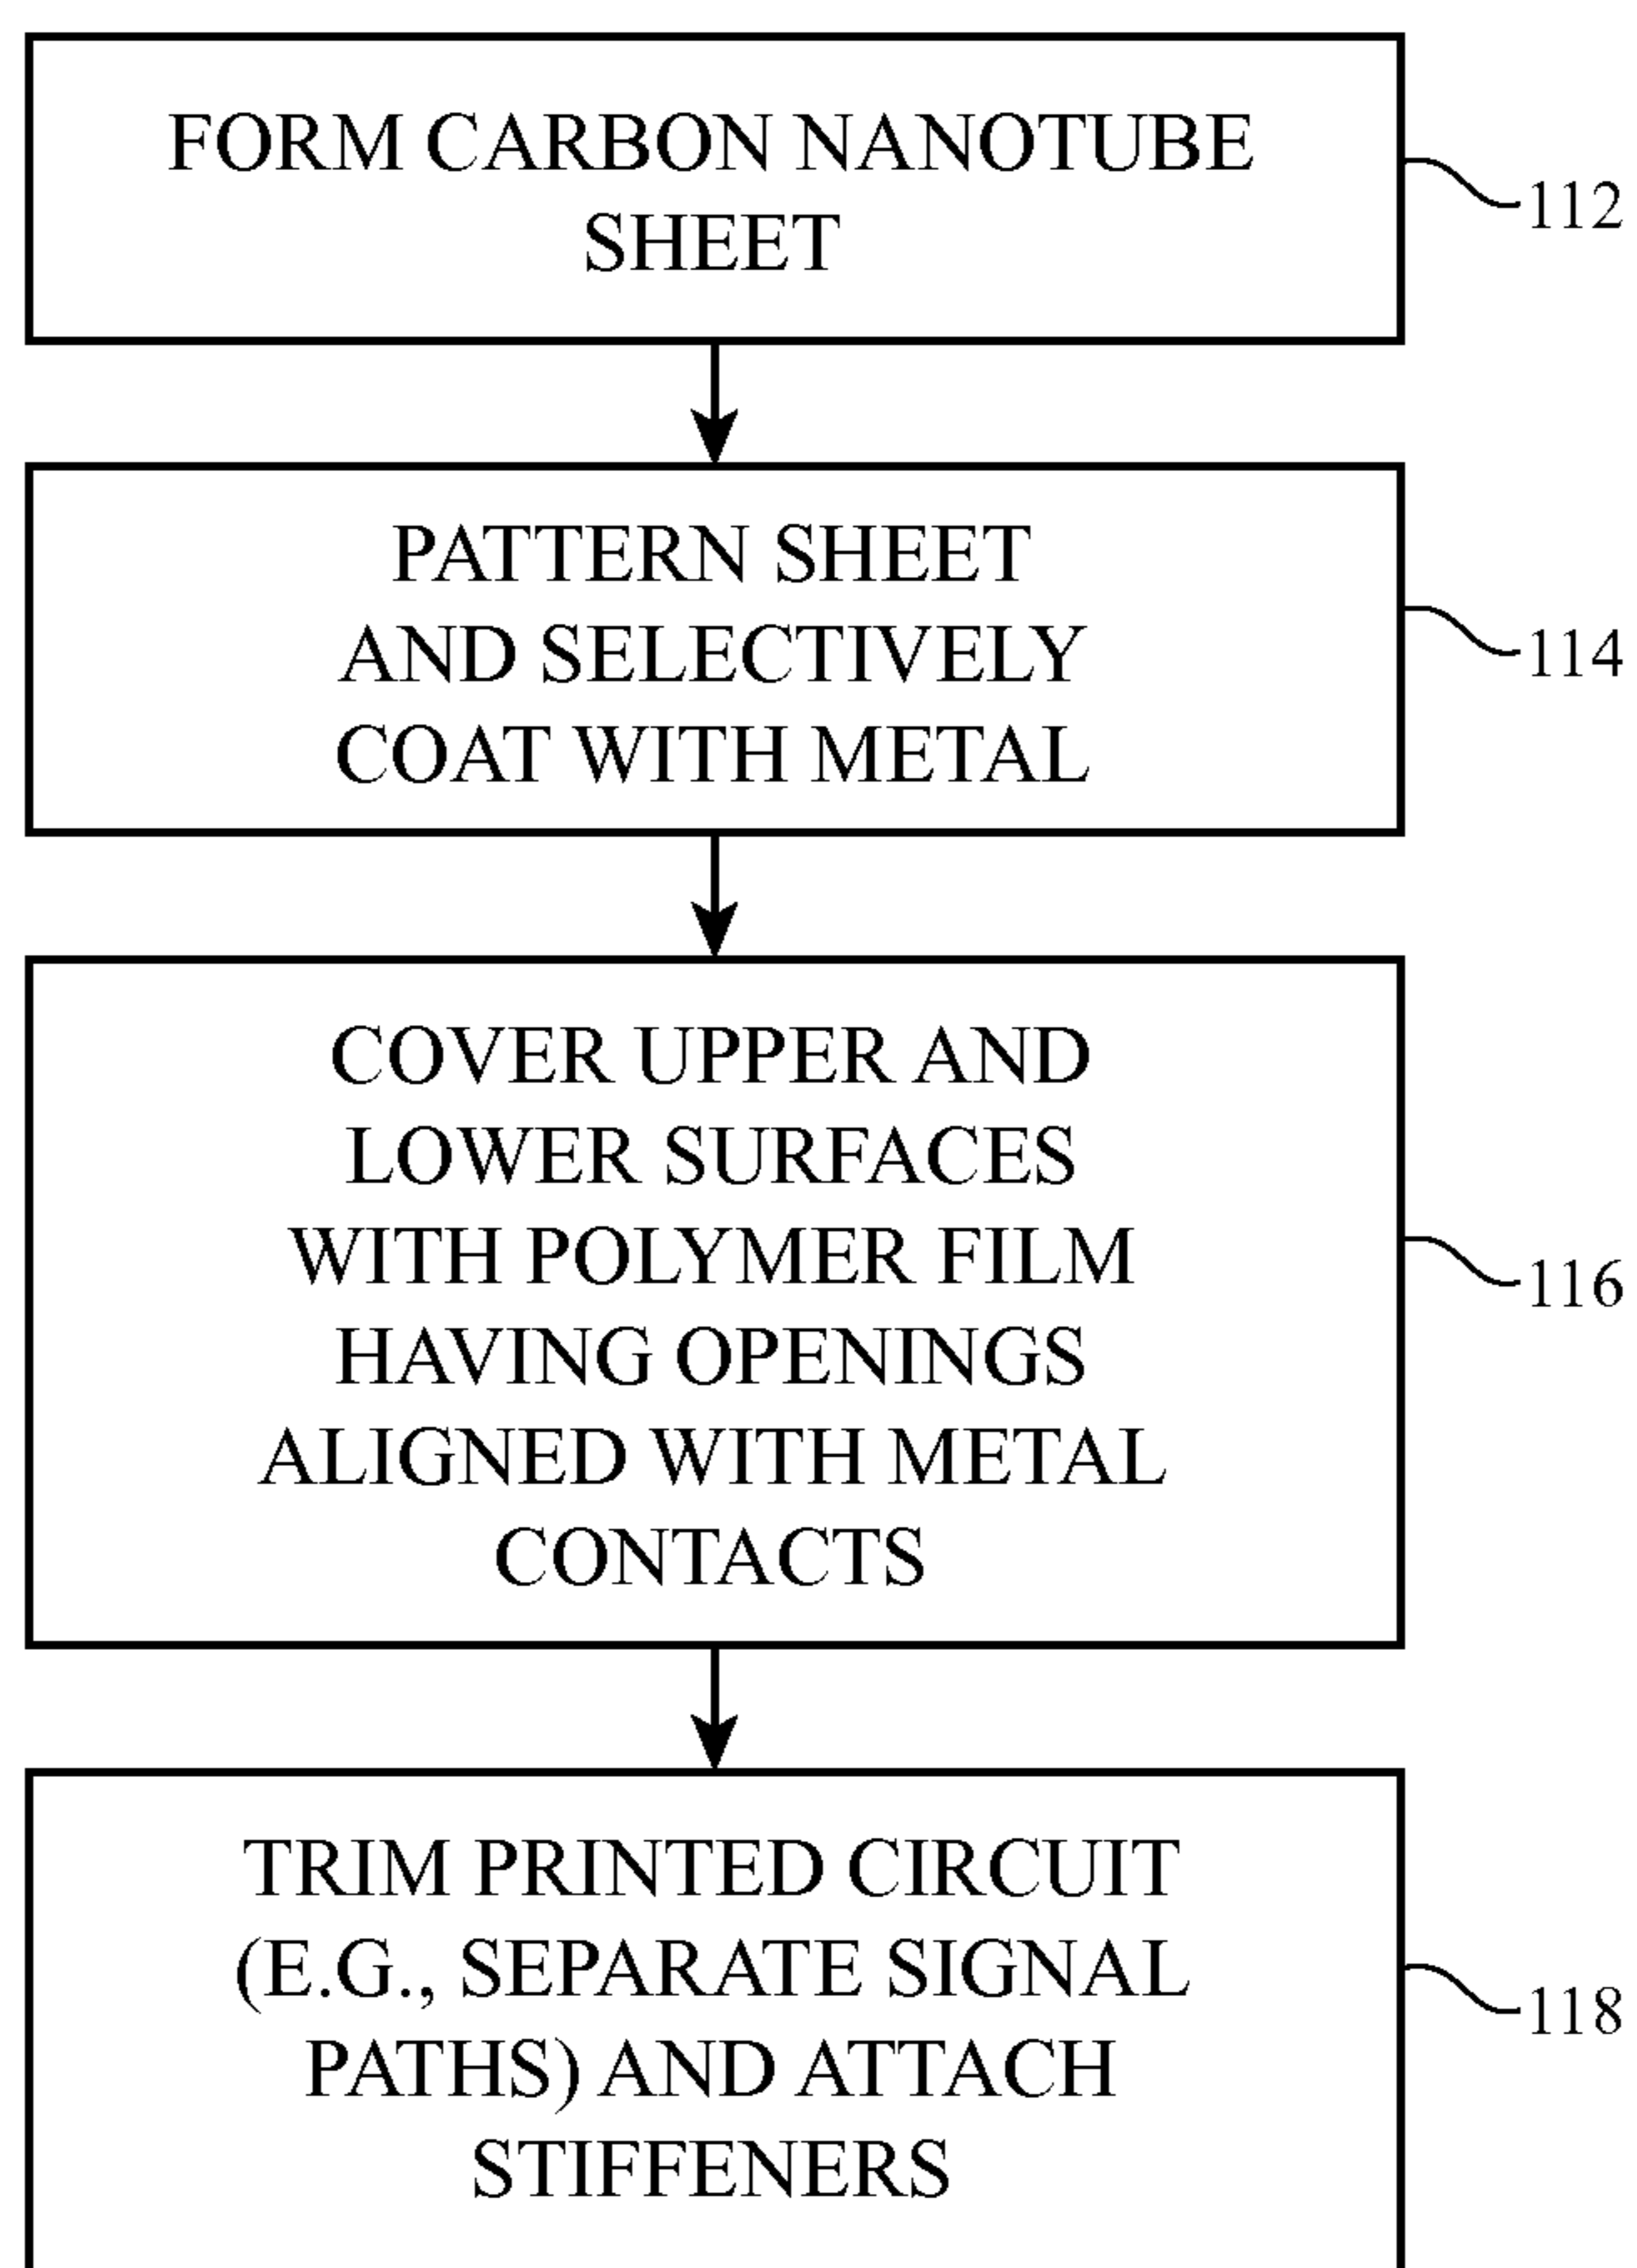 FORM CARBON NANOTUBE
SHEET
112
PATTERN SHEET
AND SELECTIVELY
COAT WITH METAL
114
COVER UPPER AND
LOWER SURFACES
WITH POLYMER FILM
HAVING OPENINGS
ALIGNED WITH METAL
CONTACTS
116
TRIM PRINTED CIRCUIT
(E.G., SEPARATE SIGNAL
PATHS) AND ATTACH
STIFFENERS
118